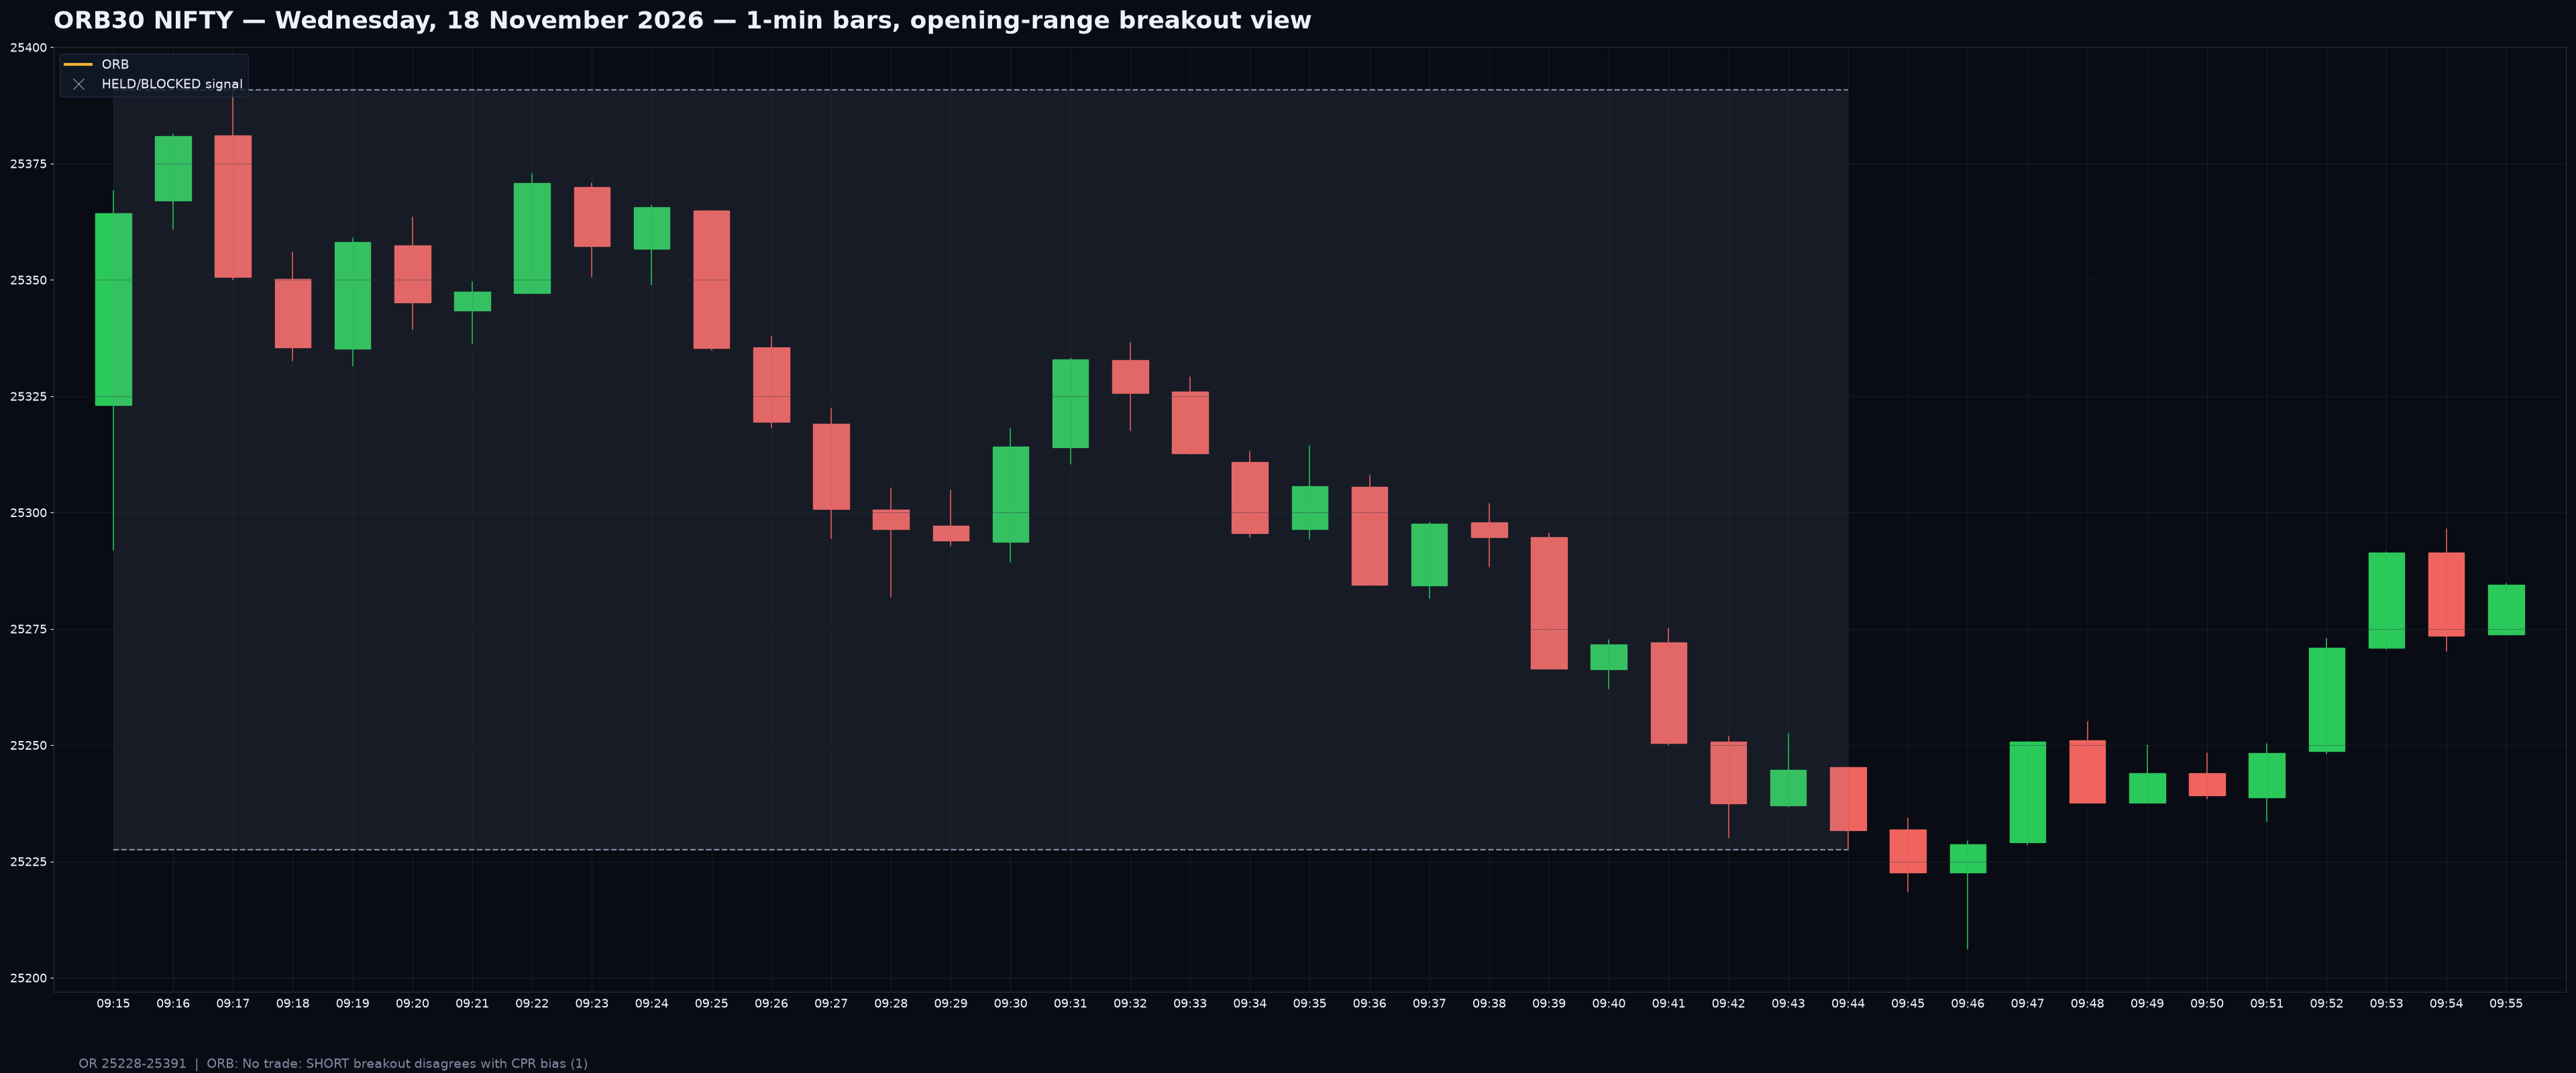 ORB30 NIFTY — Wednesday, 18 November 2026 — 1-min bars, opening-range breakout view
ORB
HELD/BLOCKED signal
25400
25375
25350
25325
25300
25275
25250
25225
25200
09:15 09:16 09:17 09:18 09:19 09:20 09:21 09:22 09:23 09:24 09:25 09:26 09:27 09:28 09:29 09:30 09:31 09:32 09:33 09:34 09:35 09:36 09:37 09:38 09:39 09:40 09:41 09:42 09:43 09:44 09:45 09:46 09:47 09:48 09:49 09:50 09:51 09:52 09:53 09:54 09:55
OR 25228-25391 | ORB: No trade: SHORT breakout disagrees with CPR bias (1)